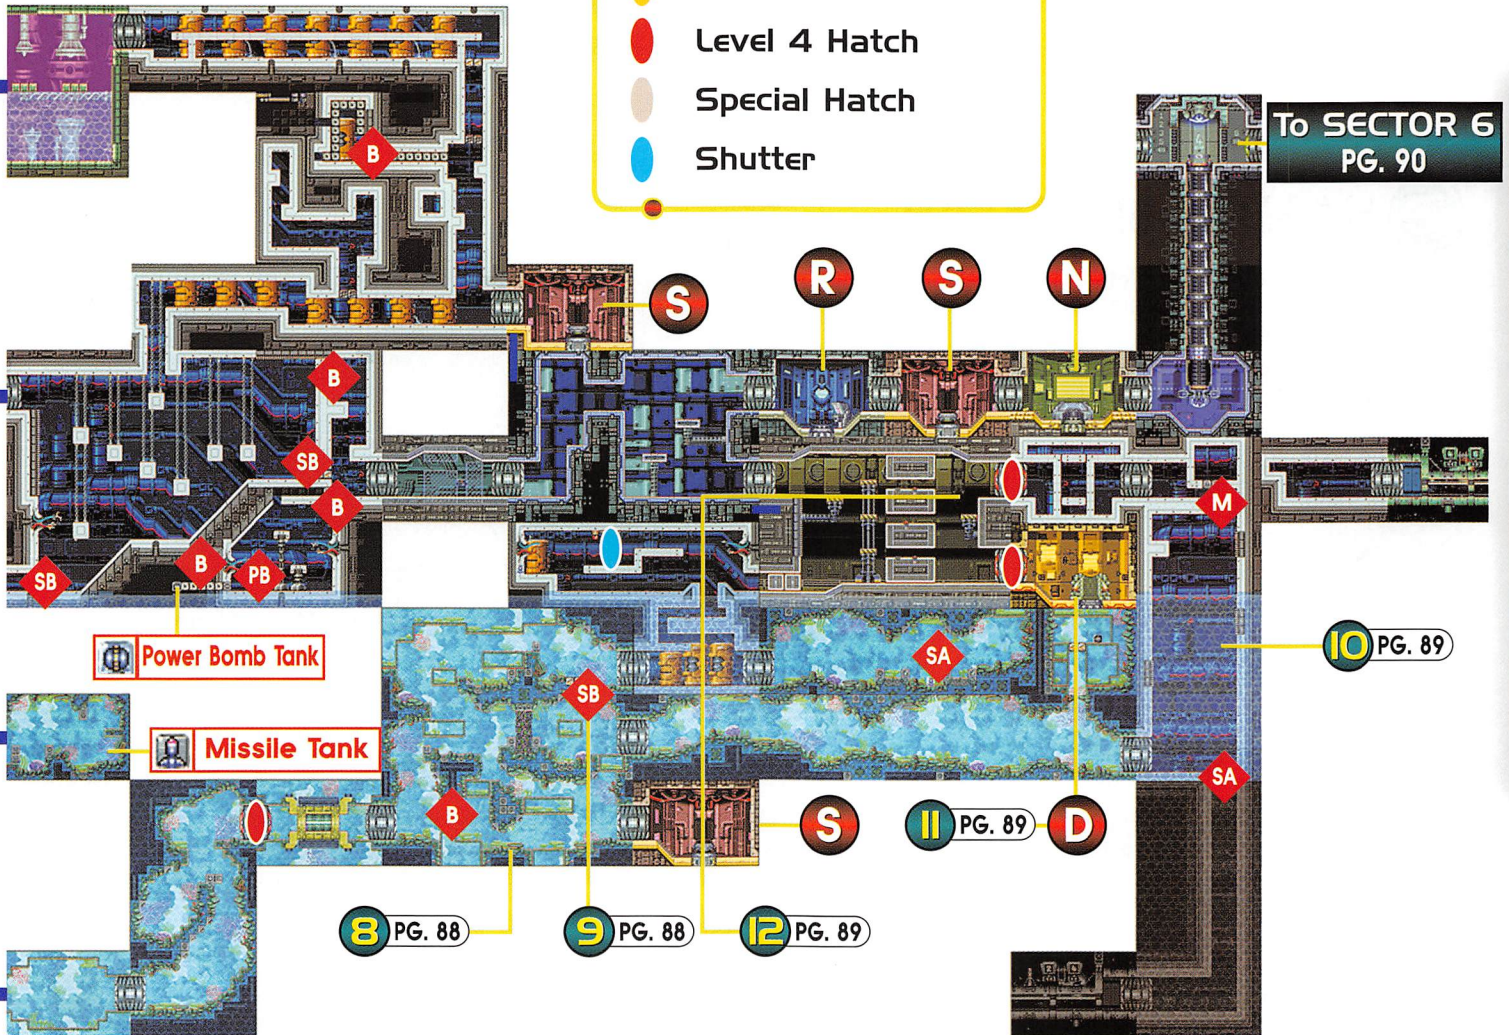 Level 4 Hatch
Special Hatch
Shutter
To SECTOR 6
PG. 90
B
S
R
S
N
B
SB
B
M
B
PB
SB
Power Bomb Tank
SA
10 PG. 89
SB
Missile Tank
SA
B
S
11 PG. 89 D
8 PG. 88
9 PG. 88
12 PG. 89